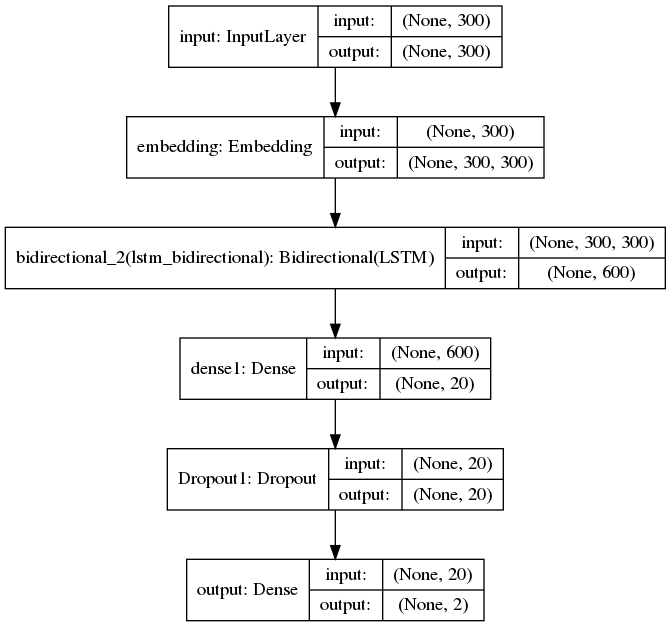 input: InputLayer
input:
(None, 300)
output:
(None, 300)
embedding: Embedding
input:
(None, 300)
output:
(None, 300, 300)
bidirectional_2(lstm_bidirectional): Bidirectional(LSTM)
input:
(None, 300, 300)
output:
(None, 600)
dense1: Dense
input:
(None, 600)
output:
(None, 20)
Dropout1: Dropout
input:
(None, 20)
output:
(None, 20)
output: Dense
input:
(None, 20)
output:
(None, 2)